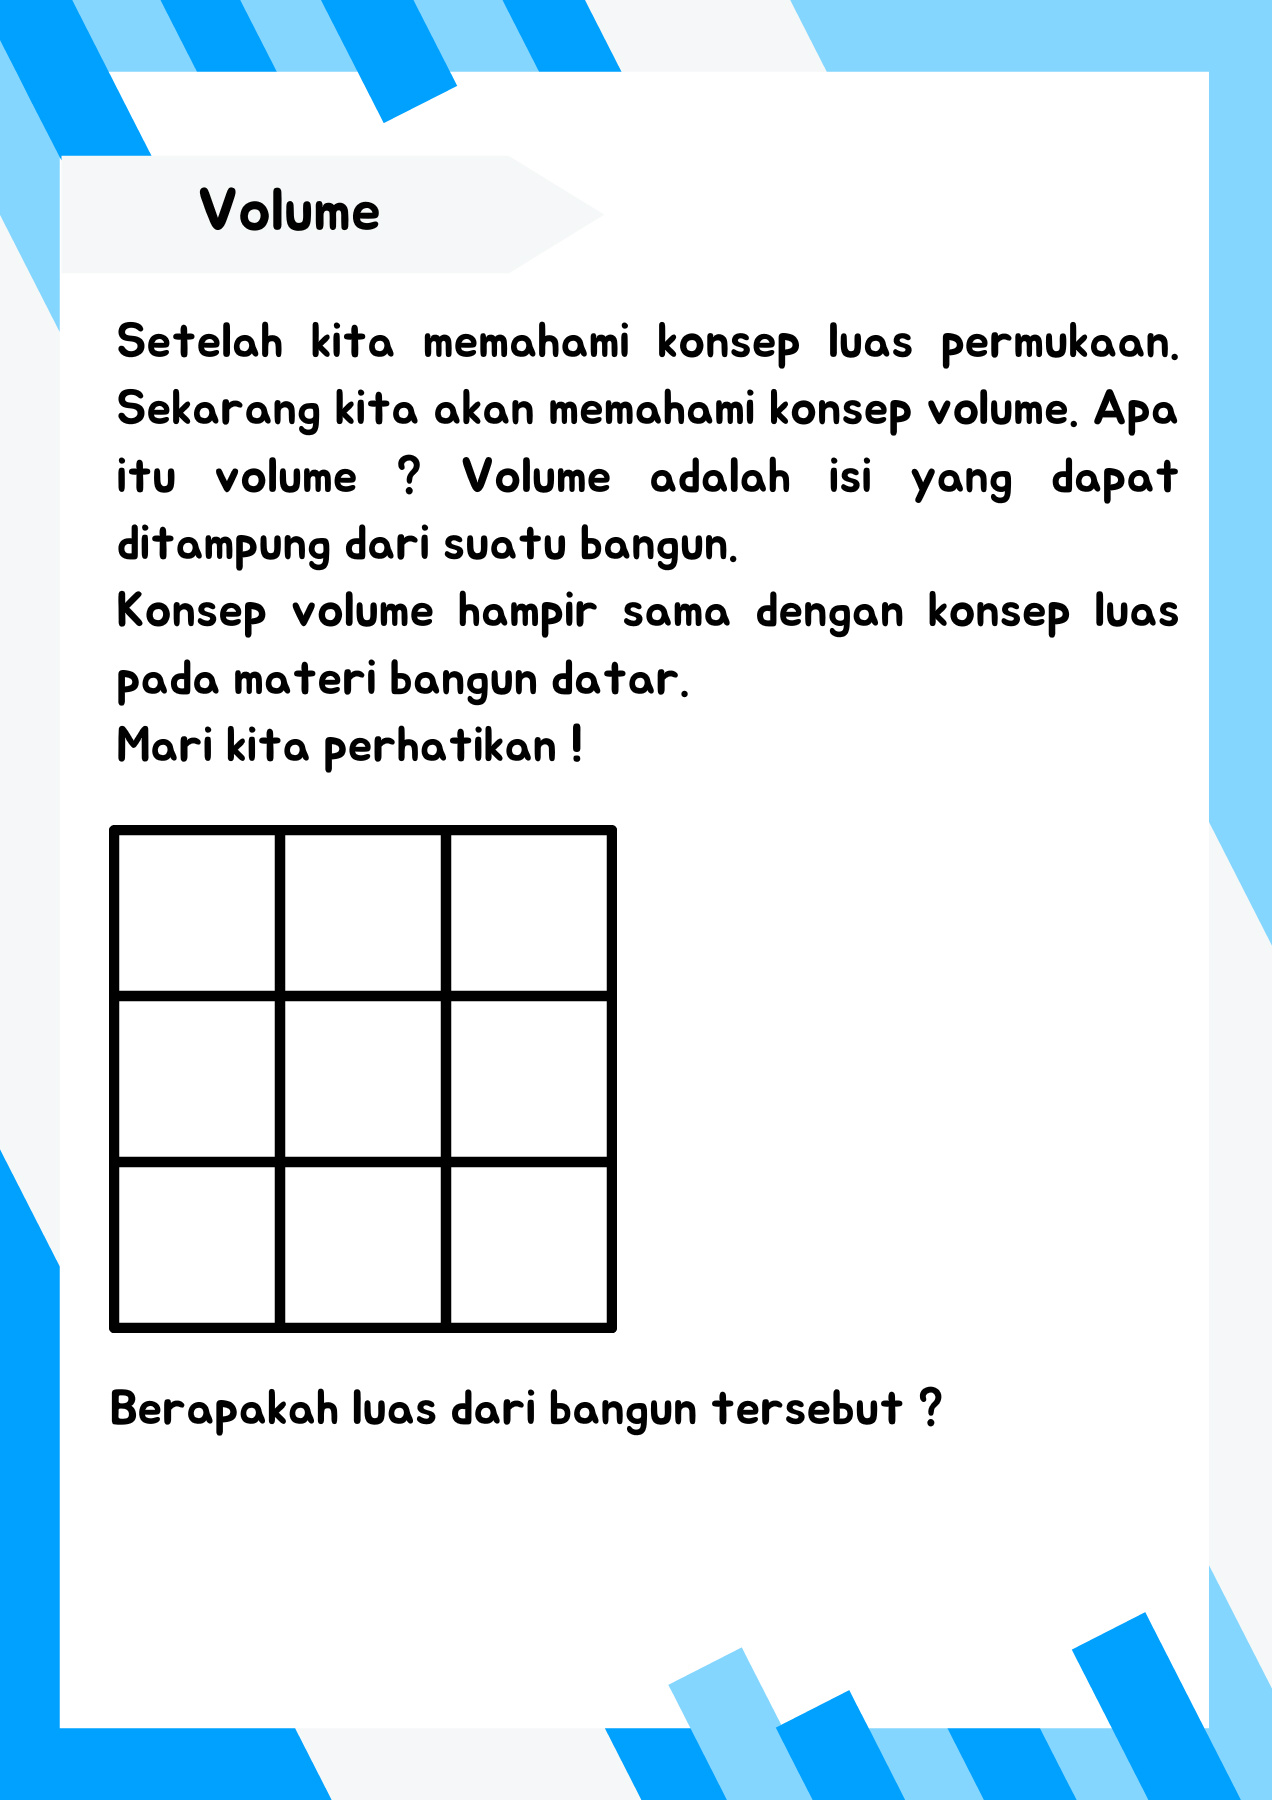 Volume
Setelah kita memahami konsep luas permukaan.
Sekarang kita akan memahami konsep volume. Apa
itu volume ? Volume adalah isi yang dapat
ditampung dari suatu bangun.
Konsep volume hampir sama dengan konsep luas
pada materi bangun datar.
Mari kita perhatikan !
Berapakah luas dari bangun tersebut ?